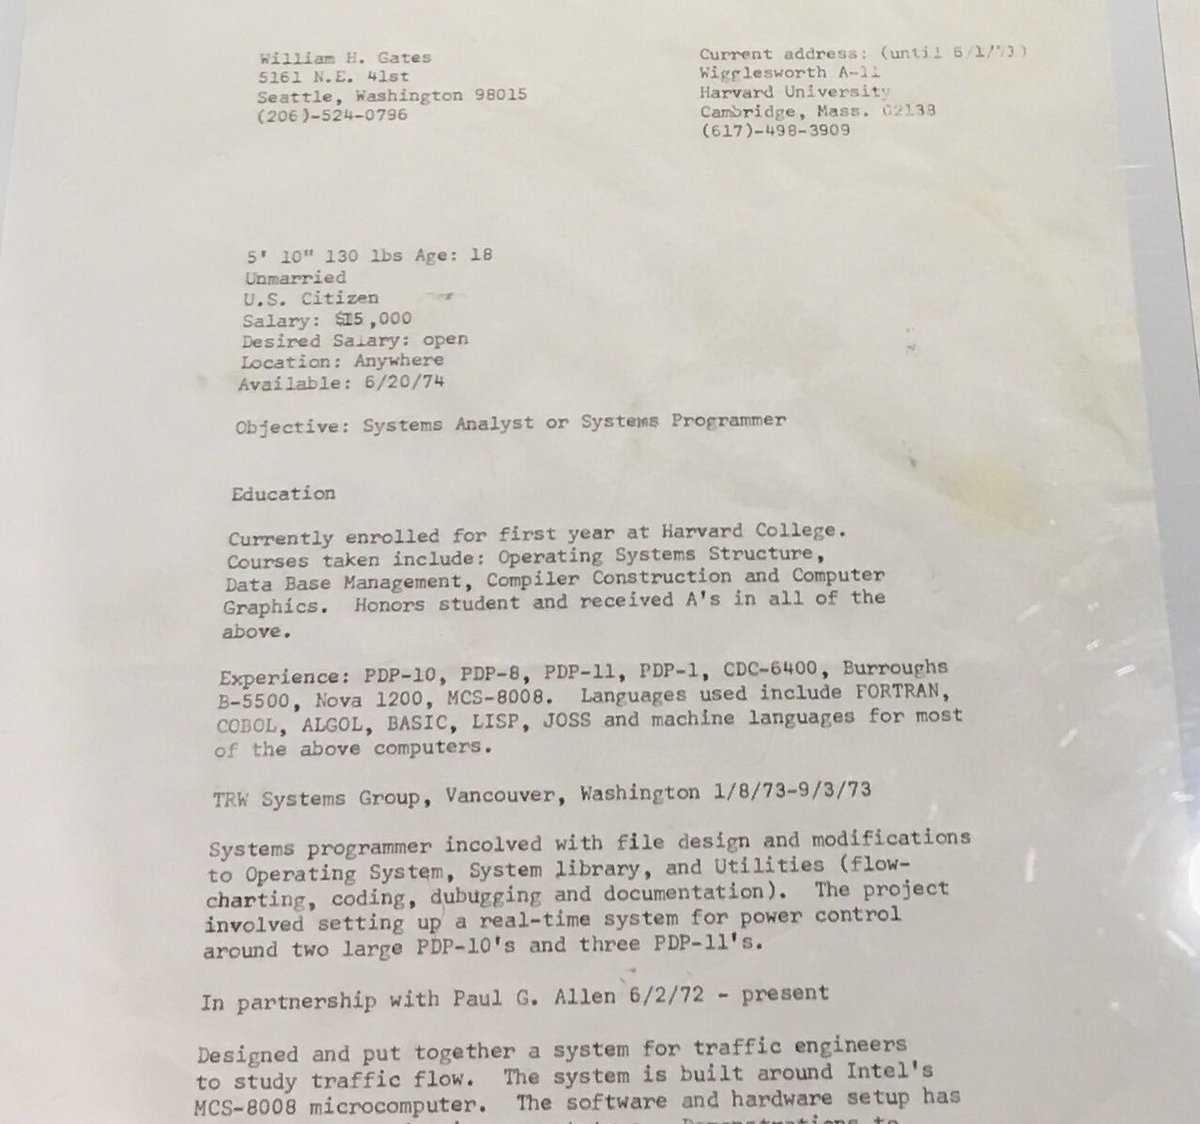 William H. Gates
5161 N.E. 41st
Seattle, Washington 98015
(206)-524-0796
Current address: (until 6/1/73)
Wigglesworth A-11
Harvard University
Cambridge, Mass. 02138
(617)-498-3909
5' 10" 130 lbs Age: 18
Unmarried
U.S. Citizen
Salary: $15,000
Desired Salary: open
Location: Anywhere
Available: 6/20/74
Objective: Systems Analyst or Systems Programmer
Education
Currently enrolled for first year at Harvard College.
Courses taken include: Operating Systems Structure,
Data Base Management, Compiler Construction and Computer
Graphics. Honors student and received A's in all of the
above.
Experience: PDP-10, PDP-8, PDP-11, PDP-1, CDC-6400, Burroughs
B-5500, Nova 1200, MCS-8008. Languages used include FORTRAN,
COBOL, ALGOL, BASIC, LISP, JOSS and machine languages for most
of the above computers.
TRW Systems Group, Vancouver, Washington 1/8/73-9/3/73
Systems programmer incolved with file design and modifications
to Operating System, System library, and Utilities (flow-
charting, coding, dubugging and documentation). The project
involved setting up a real-time system for power control
around two large PDP-10's and three PDP-11's.
In partnership with Paul G. Allen 6/2/72 - present
Designed and put together a system for traffic engineers
to study traffic flow. The system is built around Intel's
MCS-8008 microcomputer. The software and hardware setup has
Demonstrations to